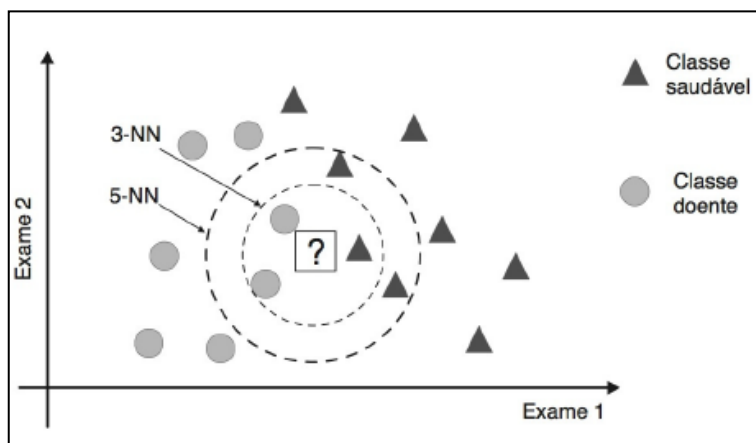 Classe
saudável
3-NN
5-NN
Classe
doente
?
Exame 2
Exame 1